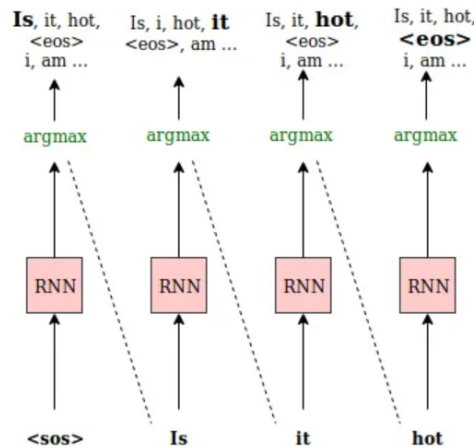 Is, it, hot,
<eos>
i, am ...
Is, i, hot, it
<eos>, am ...
Is, it, hot,
<eos>
i, am ...
Is, it, hot,
<eos>
i, am ...
argmax
argmax
argmax
argmax
RNN
RNN
RNN
RNN
<sos>
Is
it
hot